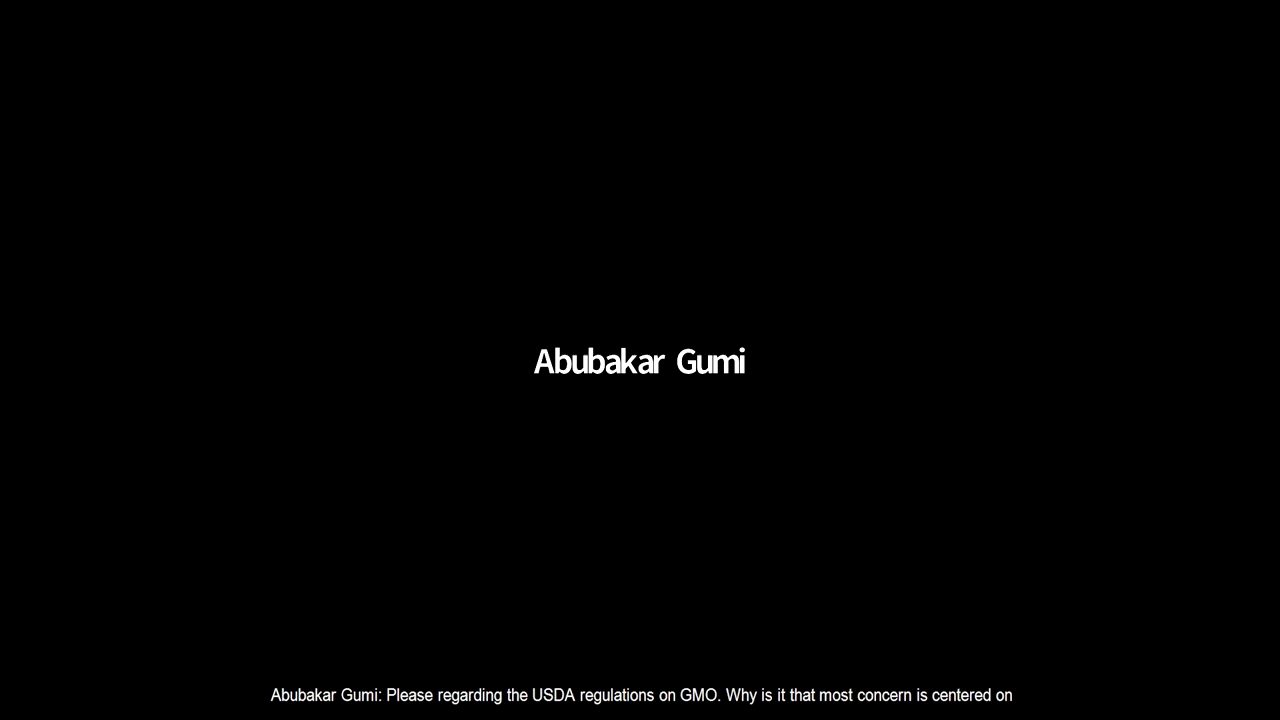 Abubakar Gumi
Abubakar Gumi: Please regarding the USDA regulations on GMO. Why is it that most concern is centered on